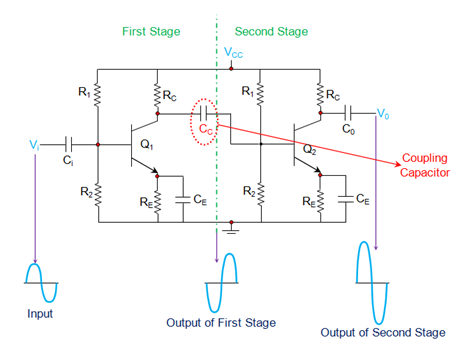 First Stage
Second Stage
VCC
R1
RC
R1
RC
Vi
Ci
Q1
CC
Q2
C0
V0
Coupling
Capacitor
R2
RE
CE
R2
RE
CE
Input
Output of First Stage
Output of Second Stage